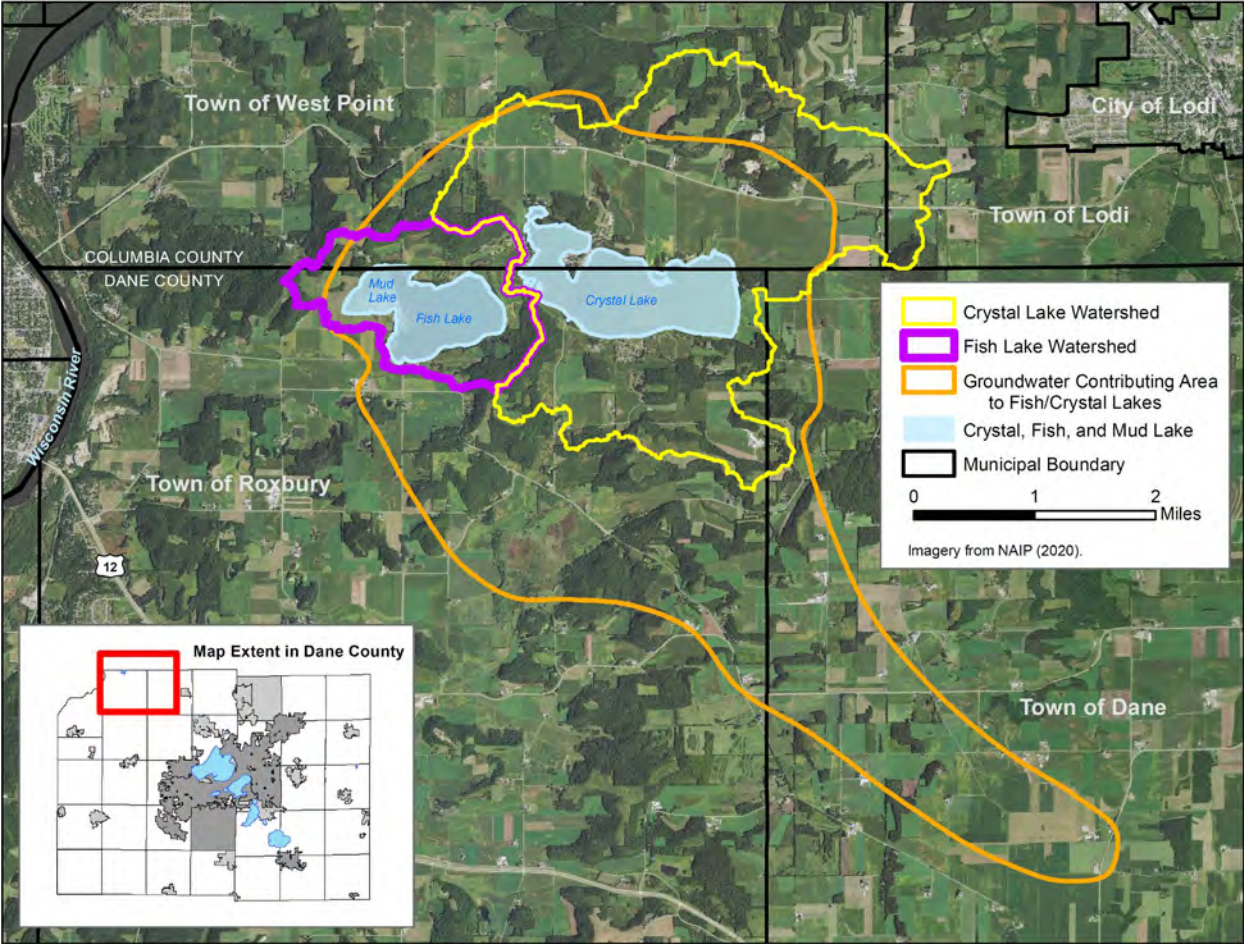 Town of West Point
City of Lodi
Town of Lodi
COLUMBIA COUNTY
DANE COUNTY
Mud
Lake
Fish Lake
Crystal Lake
Wisconsin River
Town of Roxbury
12
Town of Dane
Crystal Lake Watershed
Fish Lake Watershed
Groundwater Contributing Area
to Fish/Crystal Lakes
Crystal, Fish, and Mud Lake
Municipal Boundary
0 1 2
Miles
Imagery from NAIP (2020).
Map Extent in Dane County